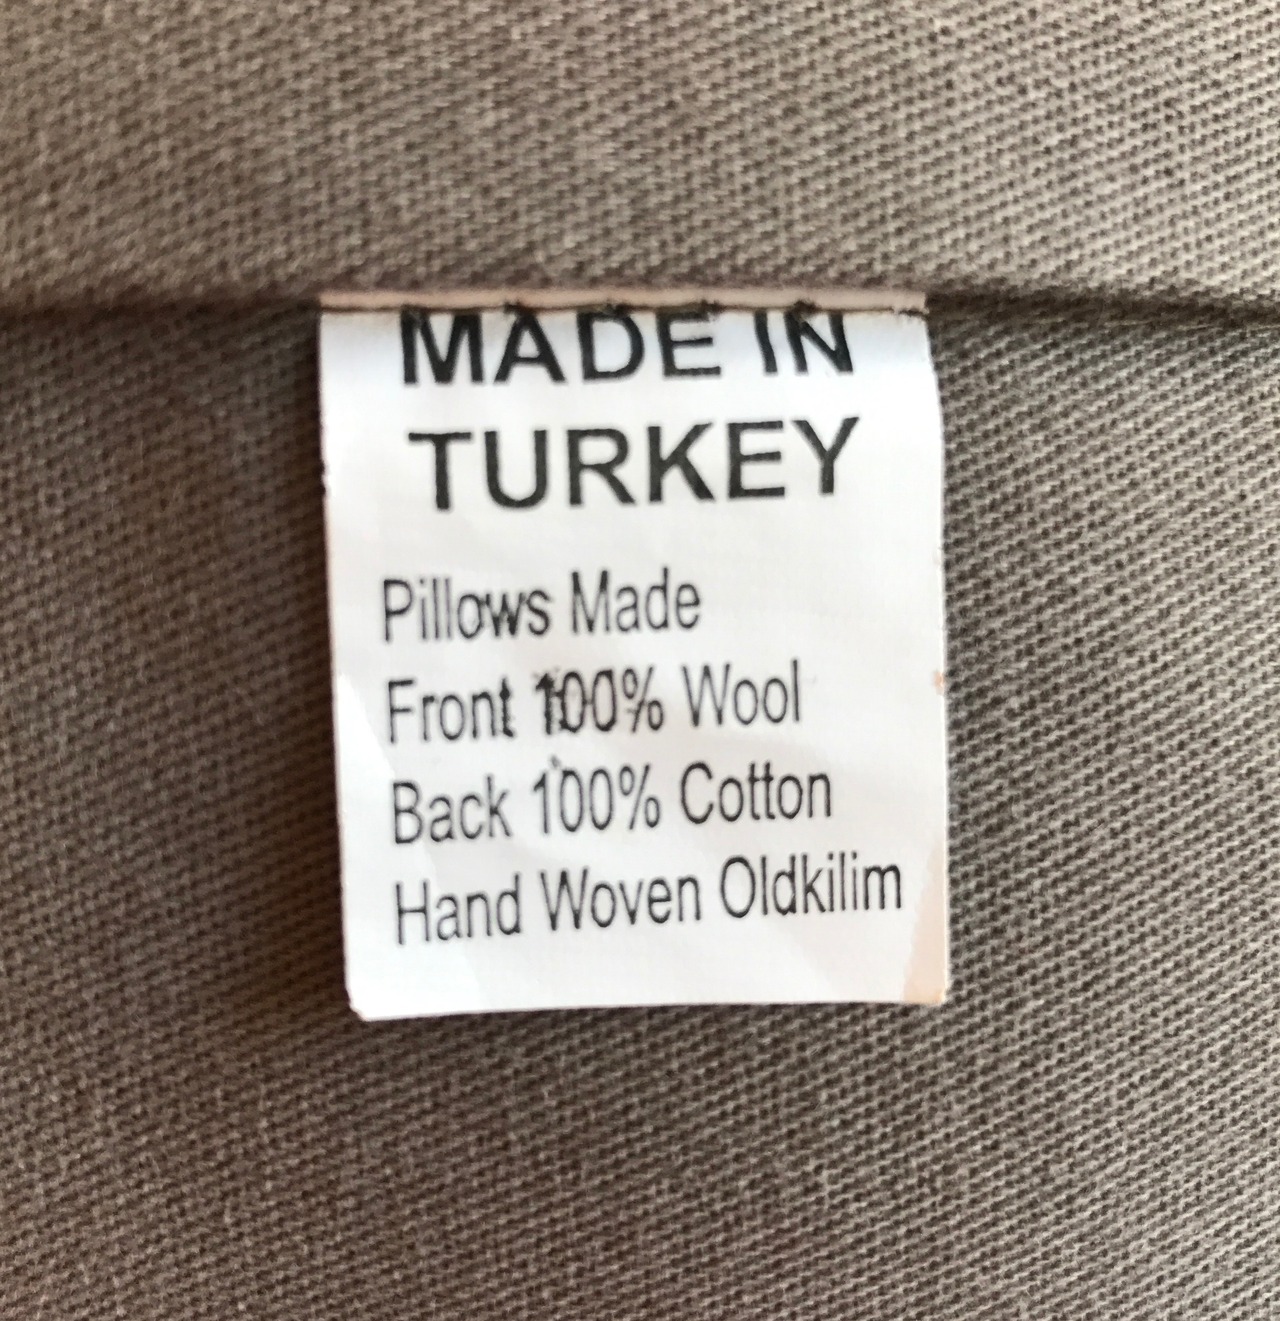 MADE IN
TURKEY
Pillows Made
Front 100% Wool
Back 100% Cotton
Hand Woven Oldkilim